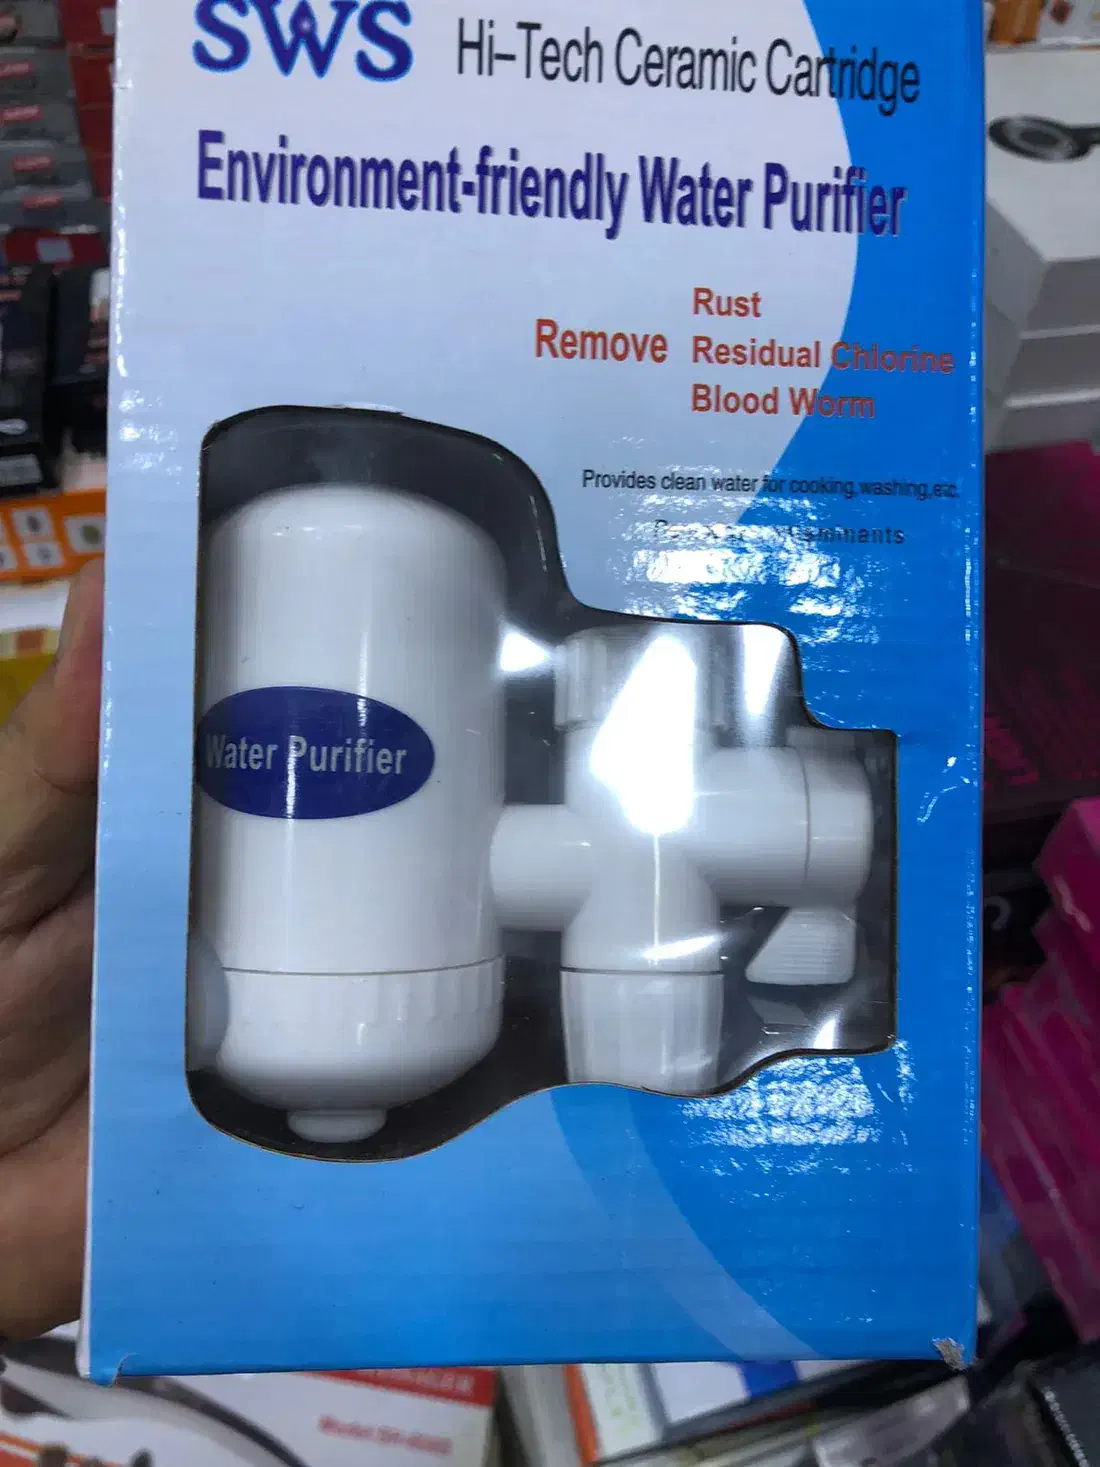 SWS Hi-Tech Ceramic Cartridge
Environment-friendly Water Purifier
Rust
Remove Residual Chlorine
Blood Worm
Provides clean water for cooking,washing,etc.
Water Purifier